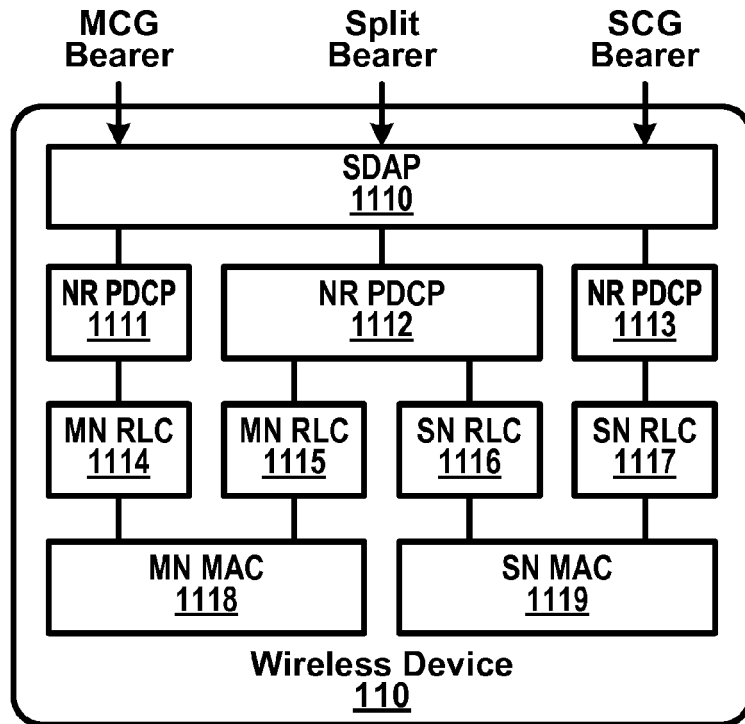 MCG Bearer
Split Bearer
SCG Bearer
SDAP
1110
NR PDCP
1111
NR PDCP
1112
NR PDCP
1113
MN RLC
1114
MN RLC
1115
SN RLC
1116
SN RLC
1117
MN MAC
1118
SN MAC
1119
Wireless Device
110